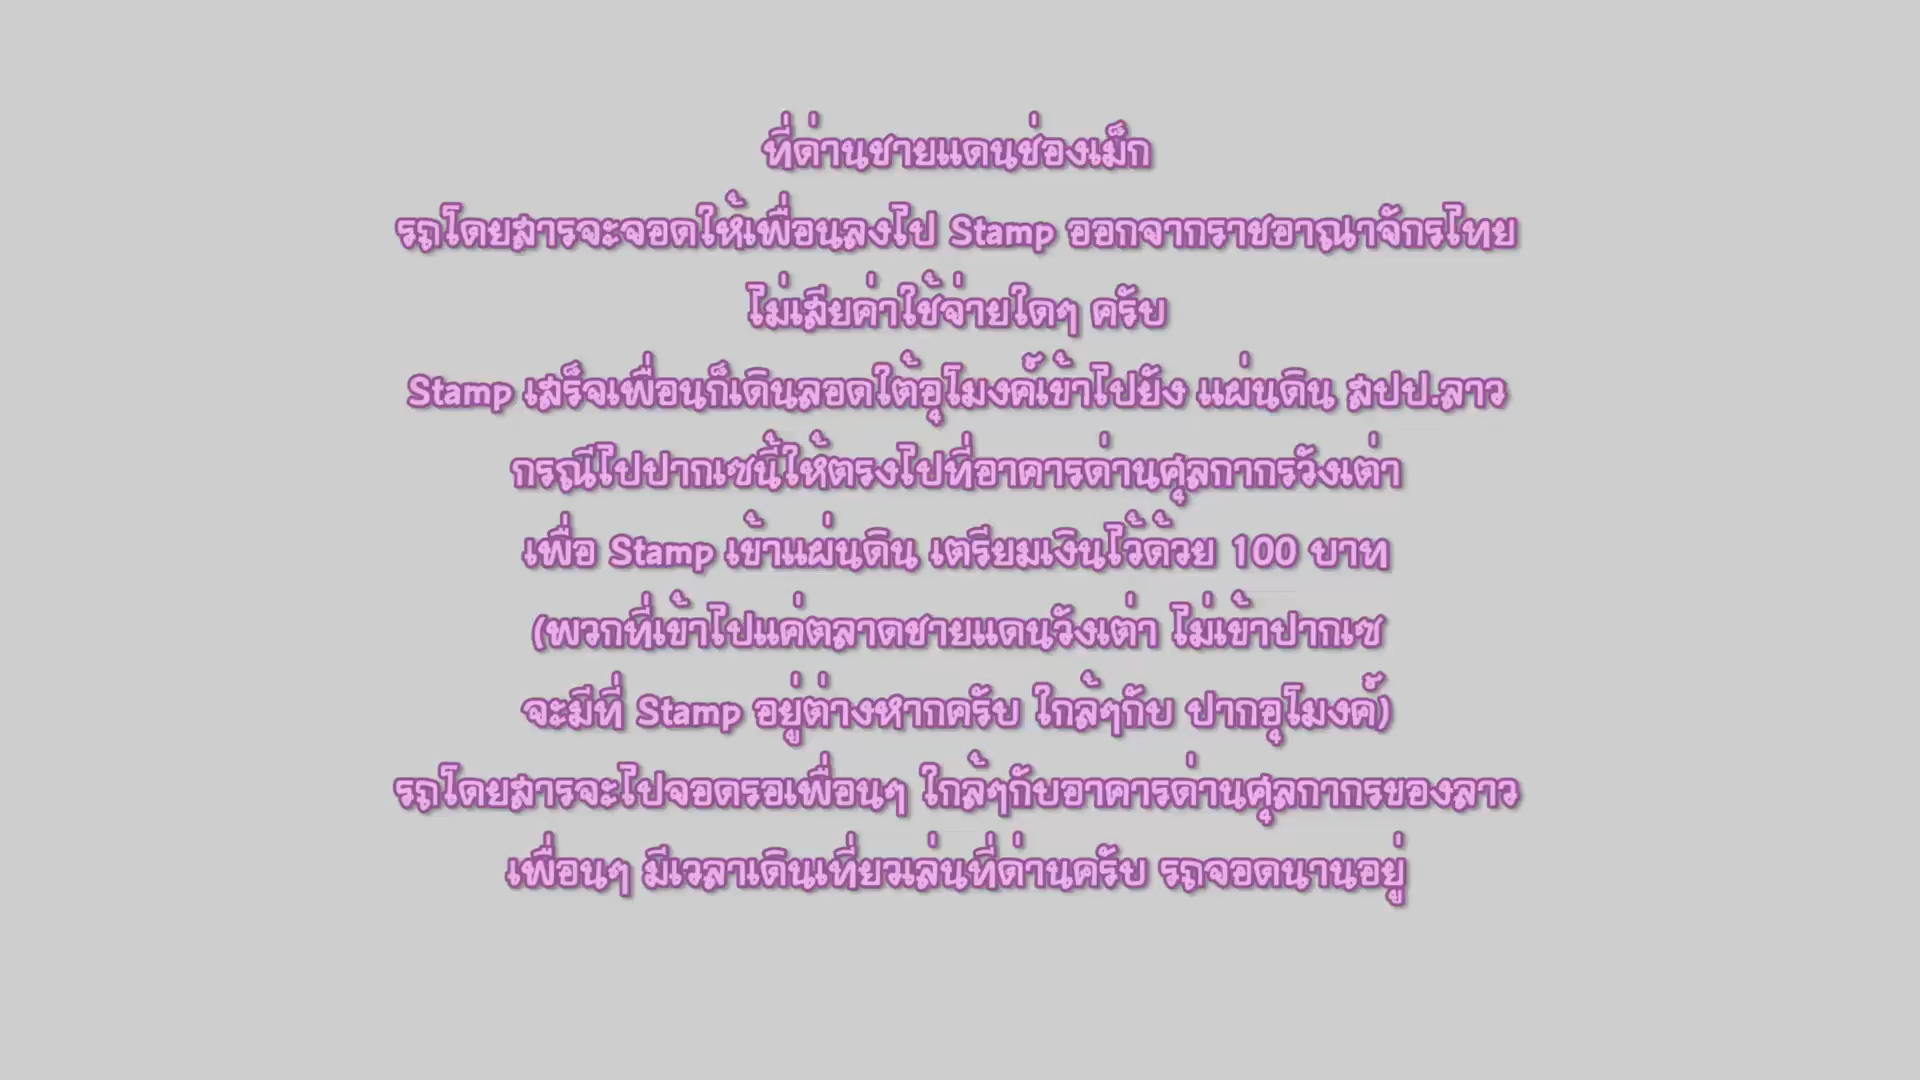 ที่ด่านชายแดนช่องเม็ก
รถโดยสารจะจอดให้เพื่อนลงไป Stamp ออกจากราชอาณาจักรไทย
ไม่เสียค่าใช้จ่ายใดๆ ครับ
Stamp เสร็จเพื่อนก็เดินลอดใต้อุโมงค์เข้าไปยัง แผ่นดิน สปป.ลาว
กรณีไปปากเซนี้ให้ตรงไปที่อาคารด่านศุลกากรวังเต่า
เพื่อ Stamp เข้าแผ่นดิน เตรียมเงินไว้ด้วย 100 บาท
(พวกที่เข้าไปแค่ตลาดชายแดนวังเต่า ไม่เข้าปากเซ
จะมีที่ Stamp อยู่ต่างหากครับ ใกล้ๆกับ ปากอุโมงค์)
รถโดยสารจะไปจอดรอเพื่อนๆ ใกล้ๆกับอาคารด่านศุลกากรของลาว
เพื่อนๆ มีเวลาเดินเที่ยวเล่นที่ด่านครับ รถจอดนานอยู่